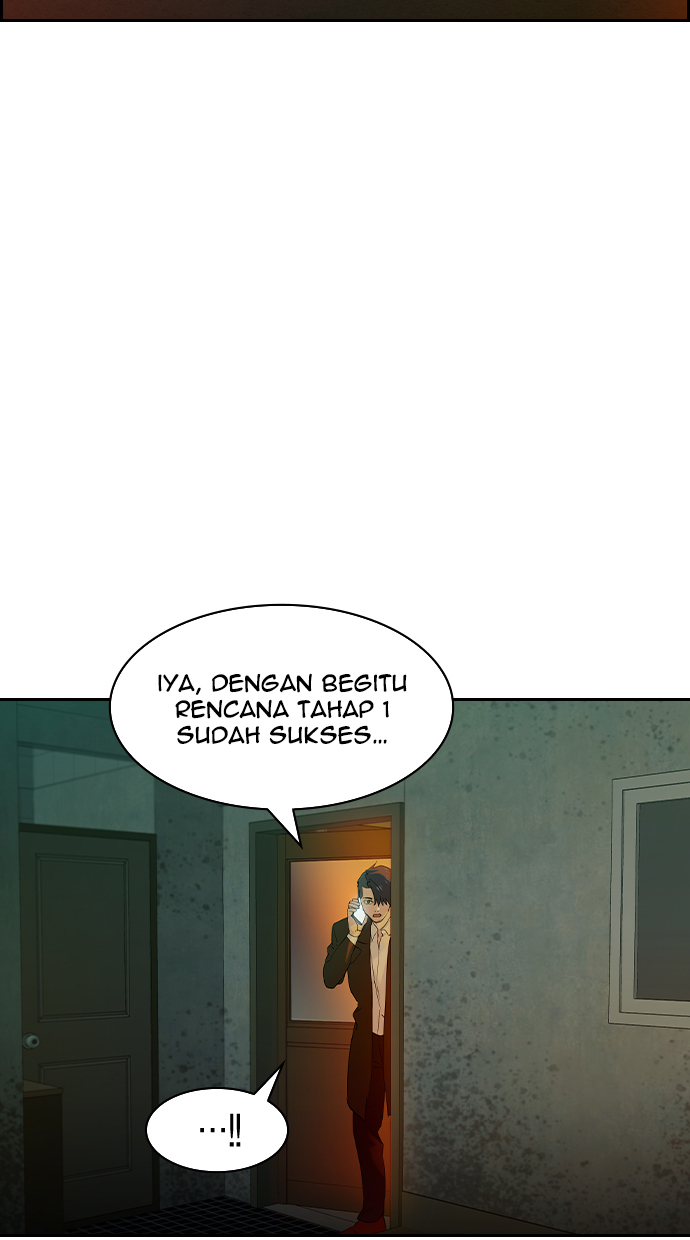 IYA, DENGAN BEGITU
RENCANA TAHAP 1
SUDAH SUKSES...
...!!